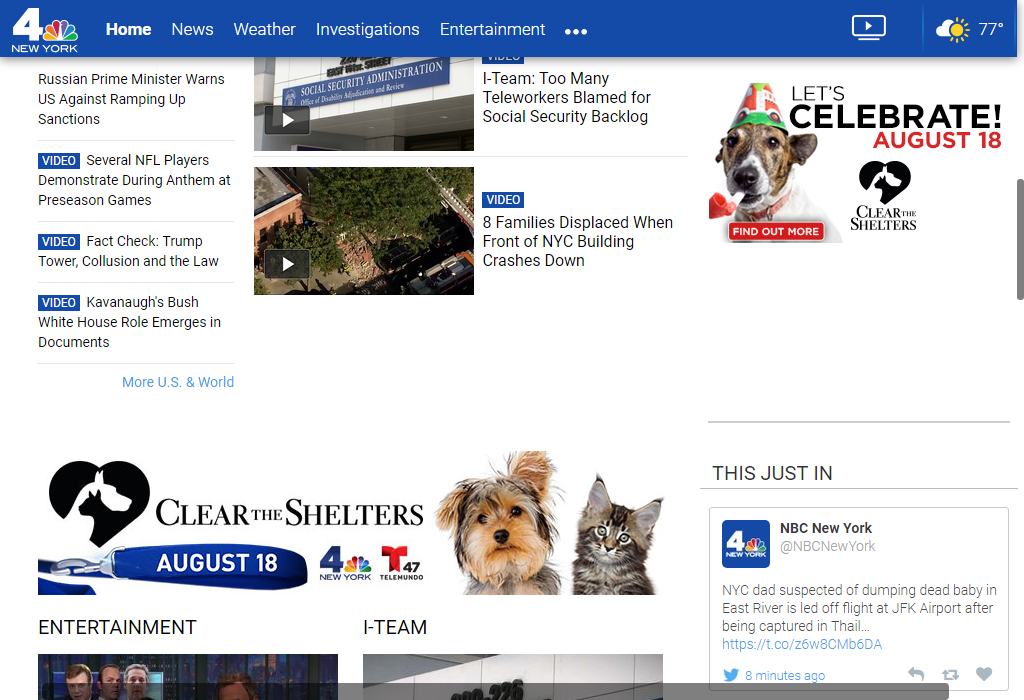 4
NEW YORK
Home
News
Weather
Investigations
Entertainment
77°
Russian Prime Minister Warns
US Against Ramping Up
Sanctions
VIDEO Several NFL Players
Demonstrate During Anthem at
Preseason Games
VIDEO Fact Check: Trump
Tower, Collusion and the Law
VIDEO Kavanaugh's Bush
White House Role Emerges in
Documents
More U.S. & World
SOCIAL SECURITY ADMINISTRATION
Office of Disability Adjudication and Review
VIDEO
I-Team: Too Many
Teleworkers Blamed for
Social Security Backlog
VIDEO
8 Families Displaced When
Front of NYC Building
Crashes Down
LET'S
CELEBRATE!
AUGUST 18
CLEAR THE
SHELTERS
FIND OUT MORE
CLEAR THE SHELTERS
AUGUST 18
4
NEW YORK
T 47
TELEMUNDO
THIS JUST IN
4
NEW YORK
NBC New York
@NBCNewYork
NYC dad suspected of dumping dead baby in
East River is led off flight at JFK Airport after
being captured in Thail...
https://t.co/z6w8CMb6DA
8 minutes ago
ENTERTAINMENT
I-TEAM